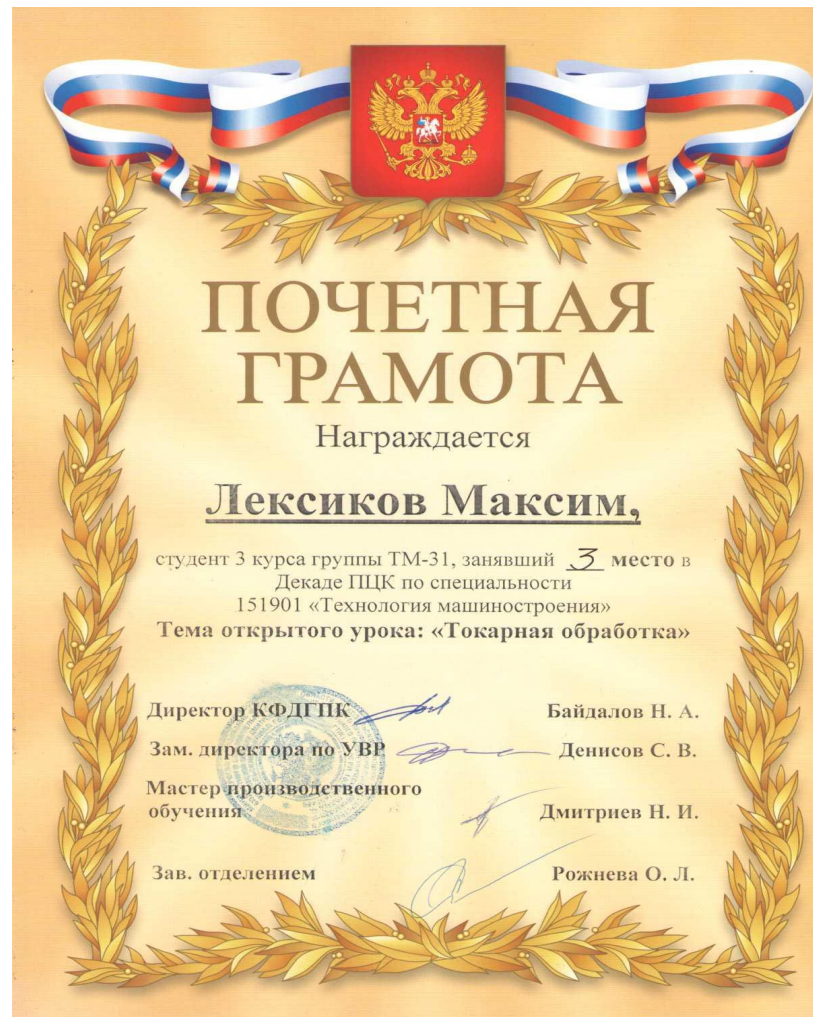 ПОЧЕТНАЯ
ГРАМОТА
Награждается
Лексиков Максим,
студент 3 курса группы ТМ-31, занявший 3 место в
Декаде ПЦК по специальности
151901 «Технология машиностроения»
Тема открытого урока: «Токарная обработка»
Директор КФДГПК Байдалов Н. А.
Зам. директора по УВР Денисов С. В.
Мастер производственного
обучения Дмитриев Н. И.
Зав. отделением Рожнева О. Л.